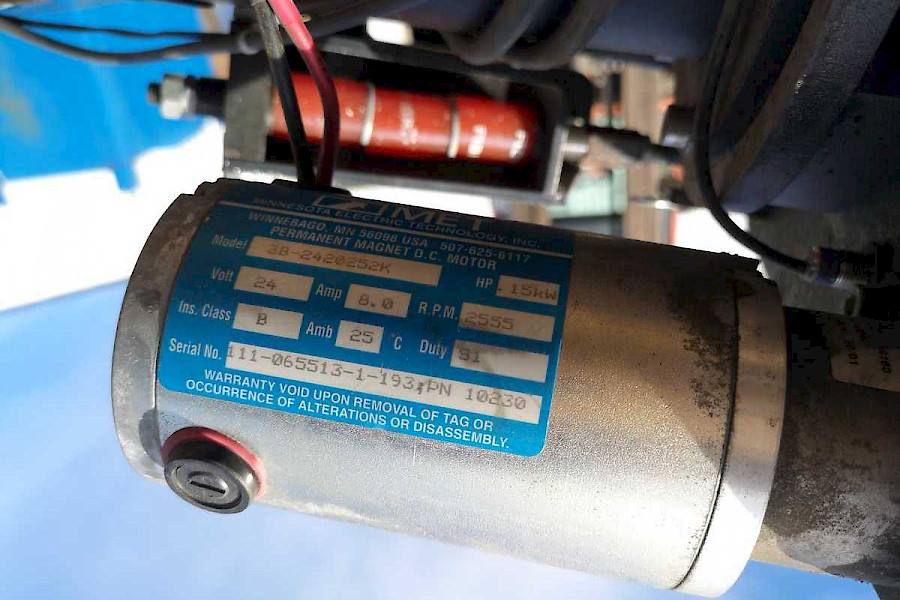 IMET
MINNESOTA ELECTRIC TECHNOLOGY, INC.
WINNEBAGO, MN 56098 USA 507-625-6117
PERMANENT MAGNET D.C. MOTOR
Model 3B-2420252K HP .15kW
Volt 24 Amp 8.0 R.P.M. 2555
Ins. Class B Amb 25 C Duty S1
Serial No. 111-065513-1-193;PN 10230
WARRANTY VOID UPON REMOVAL OF TAG OR
OCCURRENCE OF ALTERATIONS OR DISASSEMBLY.